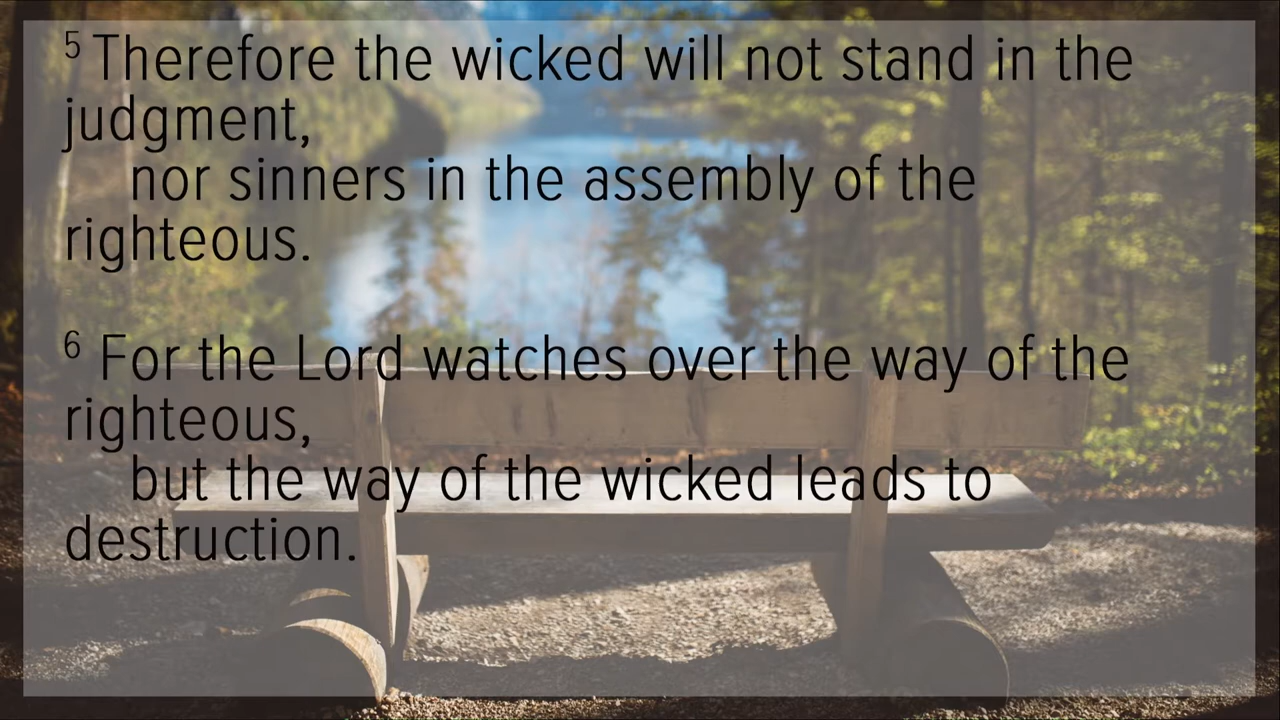 5 Therefore the wicked will not stand in the
judgment,
nor sinners in the assembly of the
righteous.
6 For the Lord watches over the way of the
righteous,
but the way of the wicked leads to
destruction.